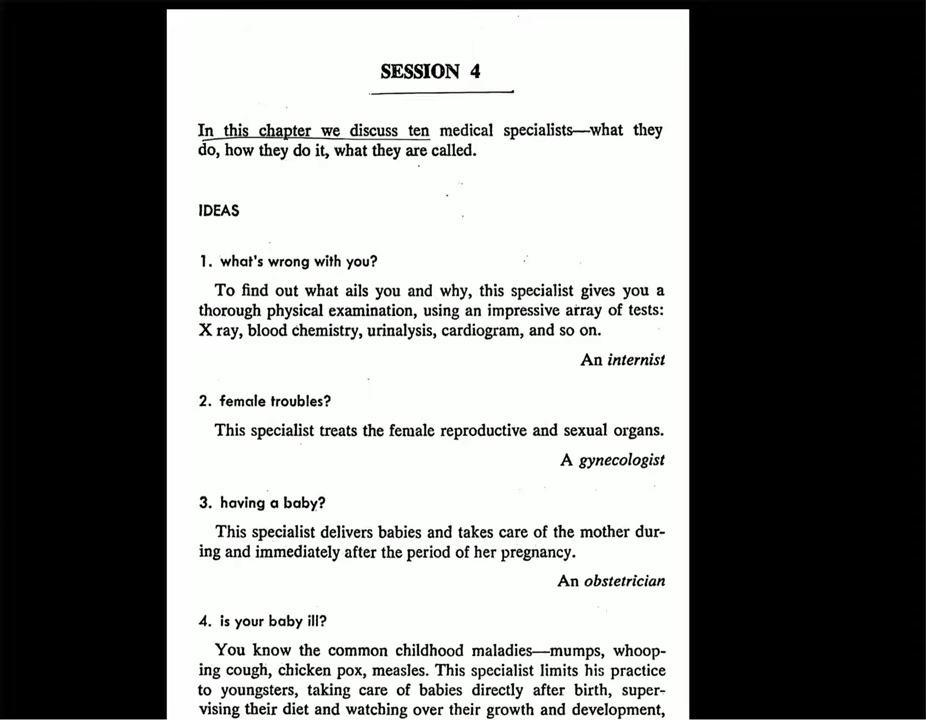 SESSION 4
In this chapter we discuss ten medical specialists—what they
do, how they do it, what they are called.
IDEAS
1. what's wrong with you?
To find out what ails you and why, this specialist gives you a
thorough physical examination, using an impressive array of tests:
X ray, blood chemistry, urinalysis, cardiogram, and so on.
An internist
2. female troubles?
This specialist treats the female reproductive and sexual organs.
A gynecologist
3. having a baby?
This specialist delivers babies and takes care of the mother dur-
ing and immediately after the period of her pregnancy.
An obstetrician
4. is your baby ill?
You know the common childhood maladies—mumps, whoop-
ing cough, chicken pox, measles. This specialist limits his practice
to youngsters, taking care of babies directly after birth, super-
vising their diet and watching over their growth and development,